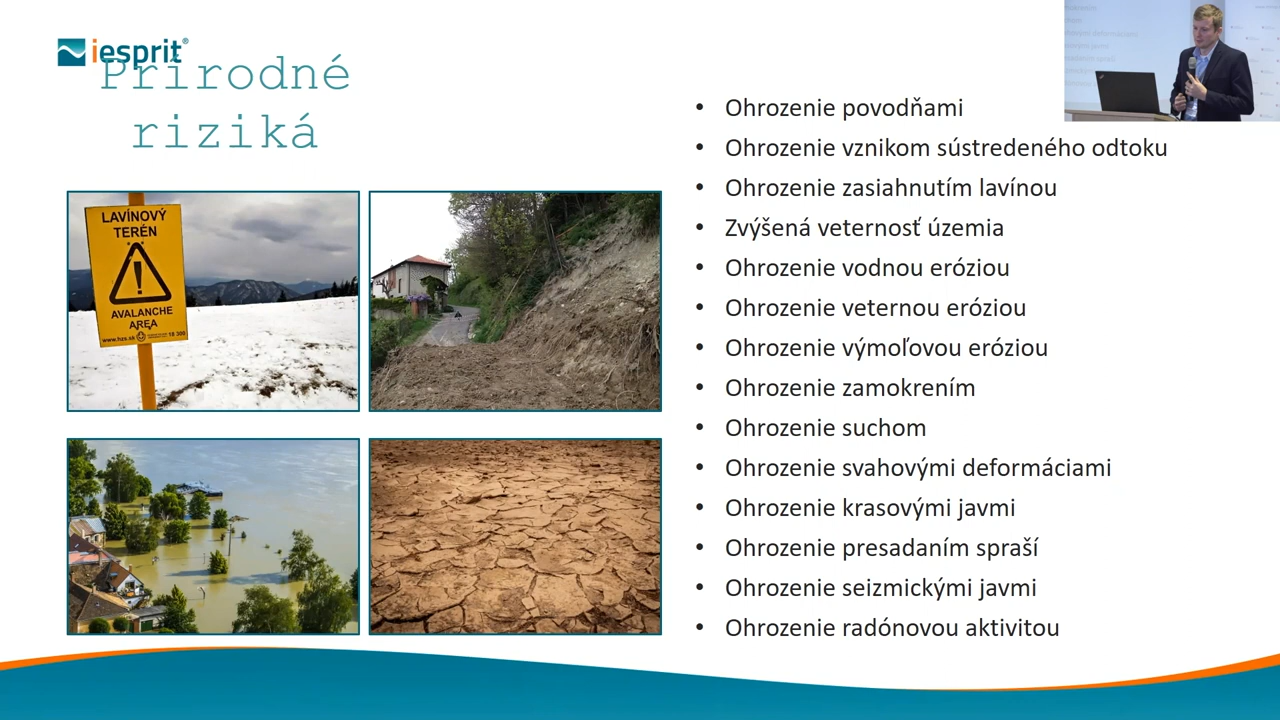 iesprit®
Prírodné
riziká
LAVÍNOVÝ
TERÉN
AVALANCHE
AREA
www.hzs.sk
18 300
• Ohrozenie povodňami
• Ohrozenie vznikom sústredeného odtoku
• Ohrozenie zasiahnutím lavínou
• Zvýšená veternosť územia
• Ohrozenie vodnou eróziou
• Ohrozenie veternou eróziou
• Ohrozenie výmoľovou eróziou
• Ohrozenie zamokrením
• Ohrozenie suchom
• Ohrozenie svahovými deformáciami
• Ohrozenie krasovými javmi
• Ohrozenie presadaním spraší
• Ohrozenie seizmickými javmi
• Ohrozenie radónovou aktivitou